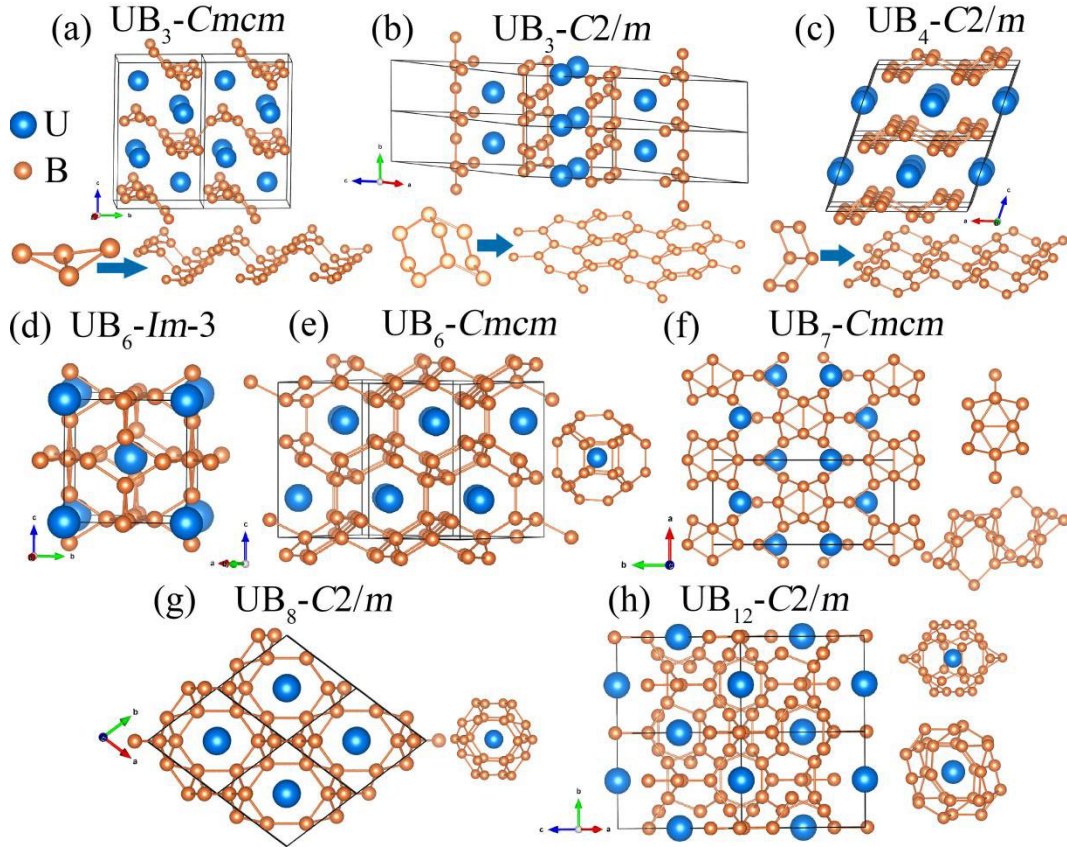 (a) UB3-Cmcm
(b) UB3-C2/m
(c) UB4-C2/m
U
B
c
b
b
c
a
c
a
(d) UB6-Im-3
(e) UB6-Cmcm
(f) UB7-Cmcm
c
b
c
a
a
b
(g) UB8-C2/m
(h) UB12-C2/m
b
a
b
c
a